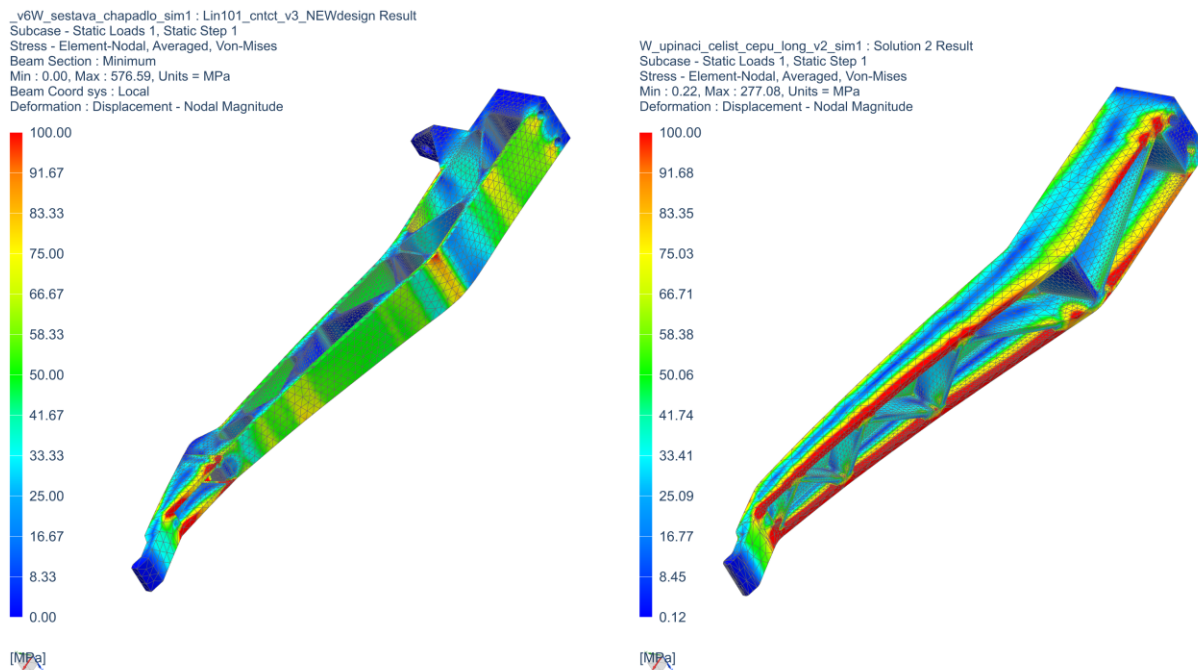 _v6W_sestava_chapadlo_sim1 : Lin101_cntct_v3_NEWdesign Result
Subcase - Static Loads 1, Static Step 1
Stress - Element-Nodal, Averaged, Von-Mises
Beam Section : Minimum
Min : 0.00, Max : 576.59, Units = MPa
Beam Coord sys : Local
Deformation : Displacement - Nodal Magnitude
100.00
91.67
83.33
75.00
66.67
58.33
50.00
41.67
33.33
25.00
16.67
8.33
0.00
[MPa]
W_upinaci_celist_cepu_long_v2_sim1 : Solution 2 Result
Subcase - Static Loads 1, Static Step 1
Stress - Element-Nodal, Averaged, Von-Mises
Min : 0.22, Max : 277.08, Units = MPa
Deformation : Displacement - Nodal Magnitude
100.00
91.68
83.35
75.03
66.71
58.38
50.06
41.74
33.41
25.09
16.77
8.45
0.12
[MPa]